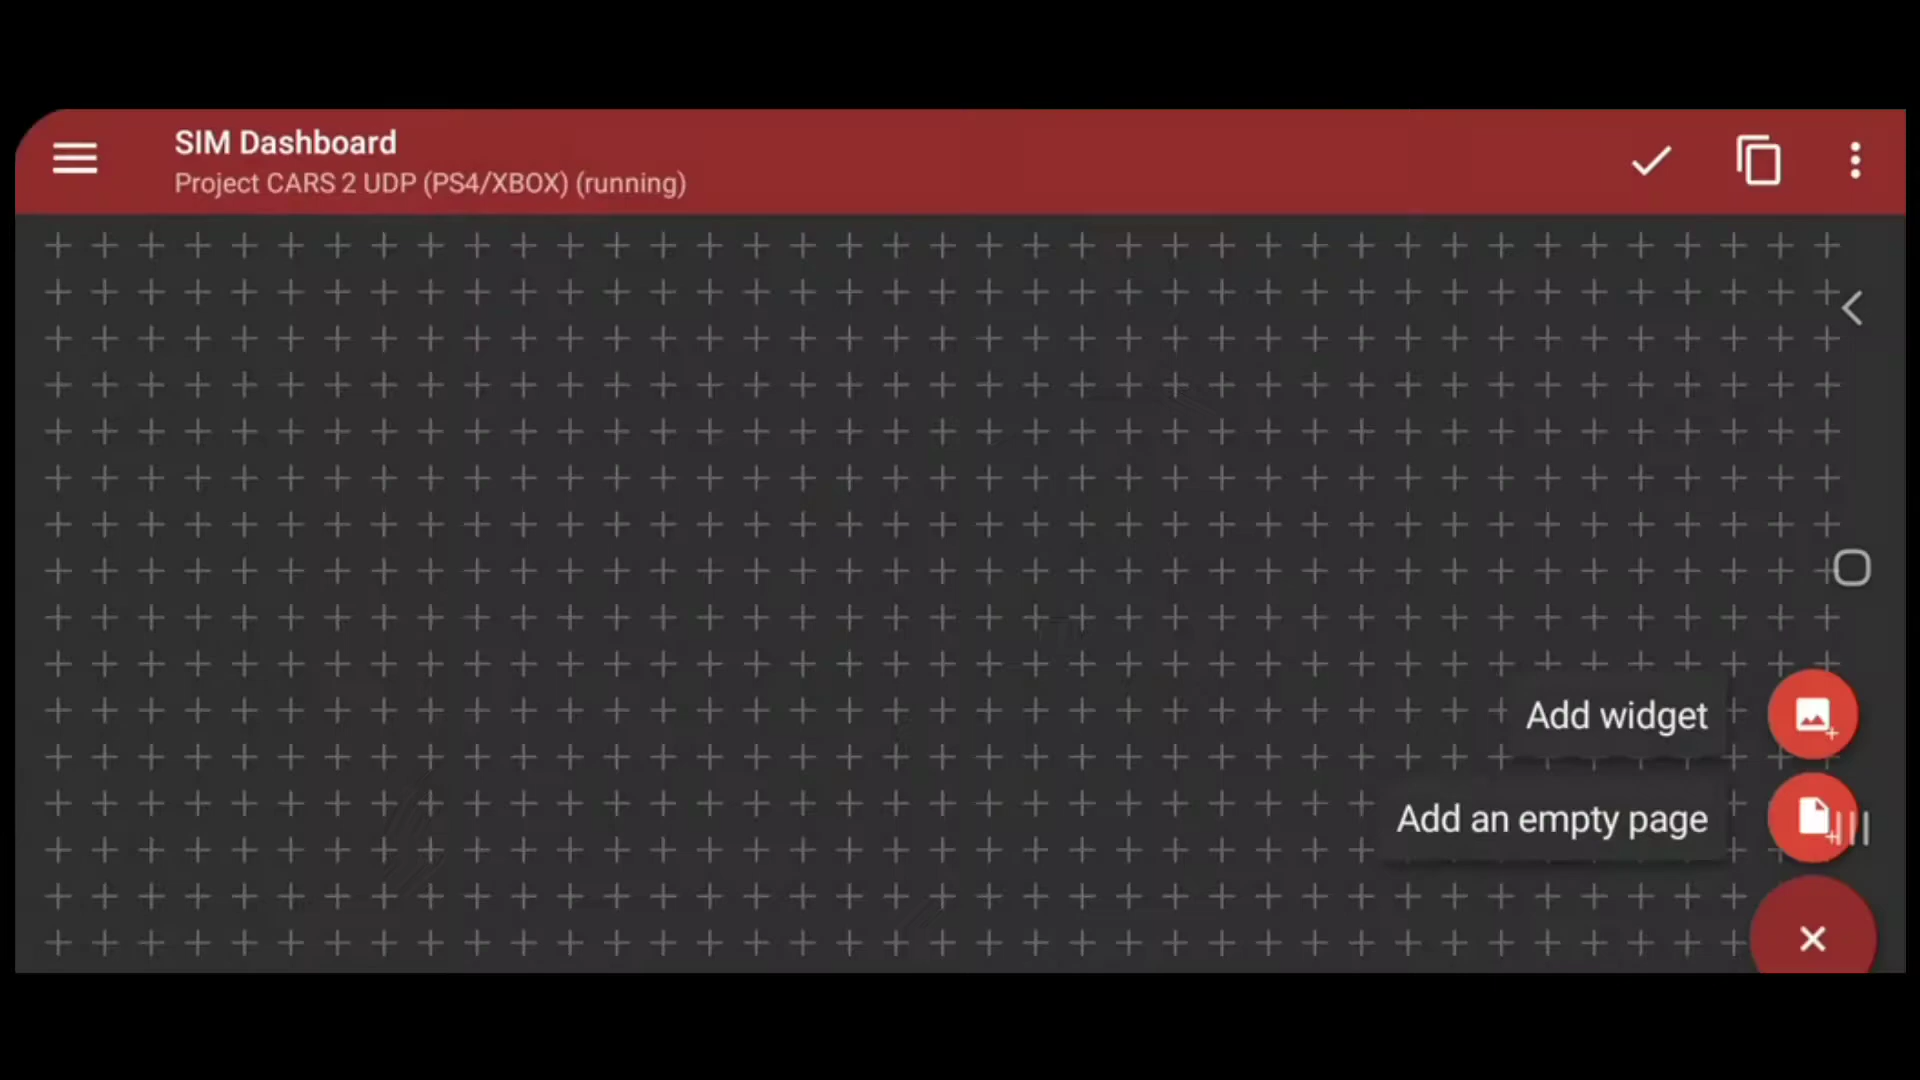 SIM Dashboard
Project CARS 2 UDP (PS4/XBOX) (running)
Add widget
Add an empty page